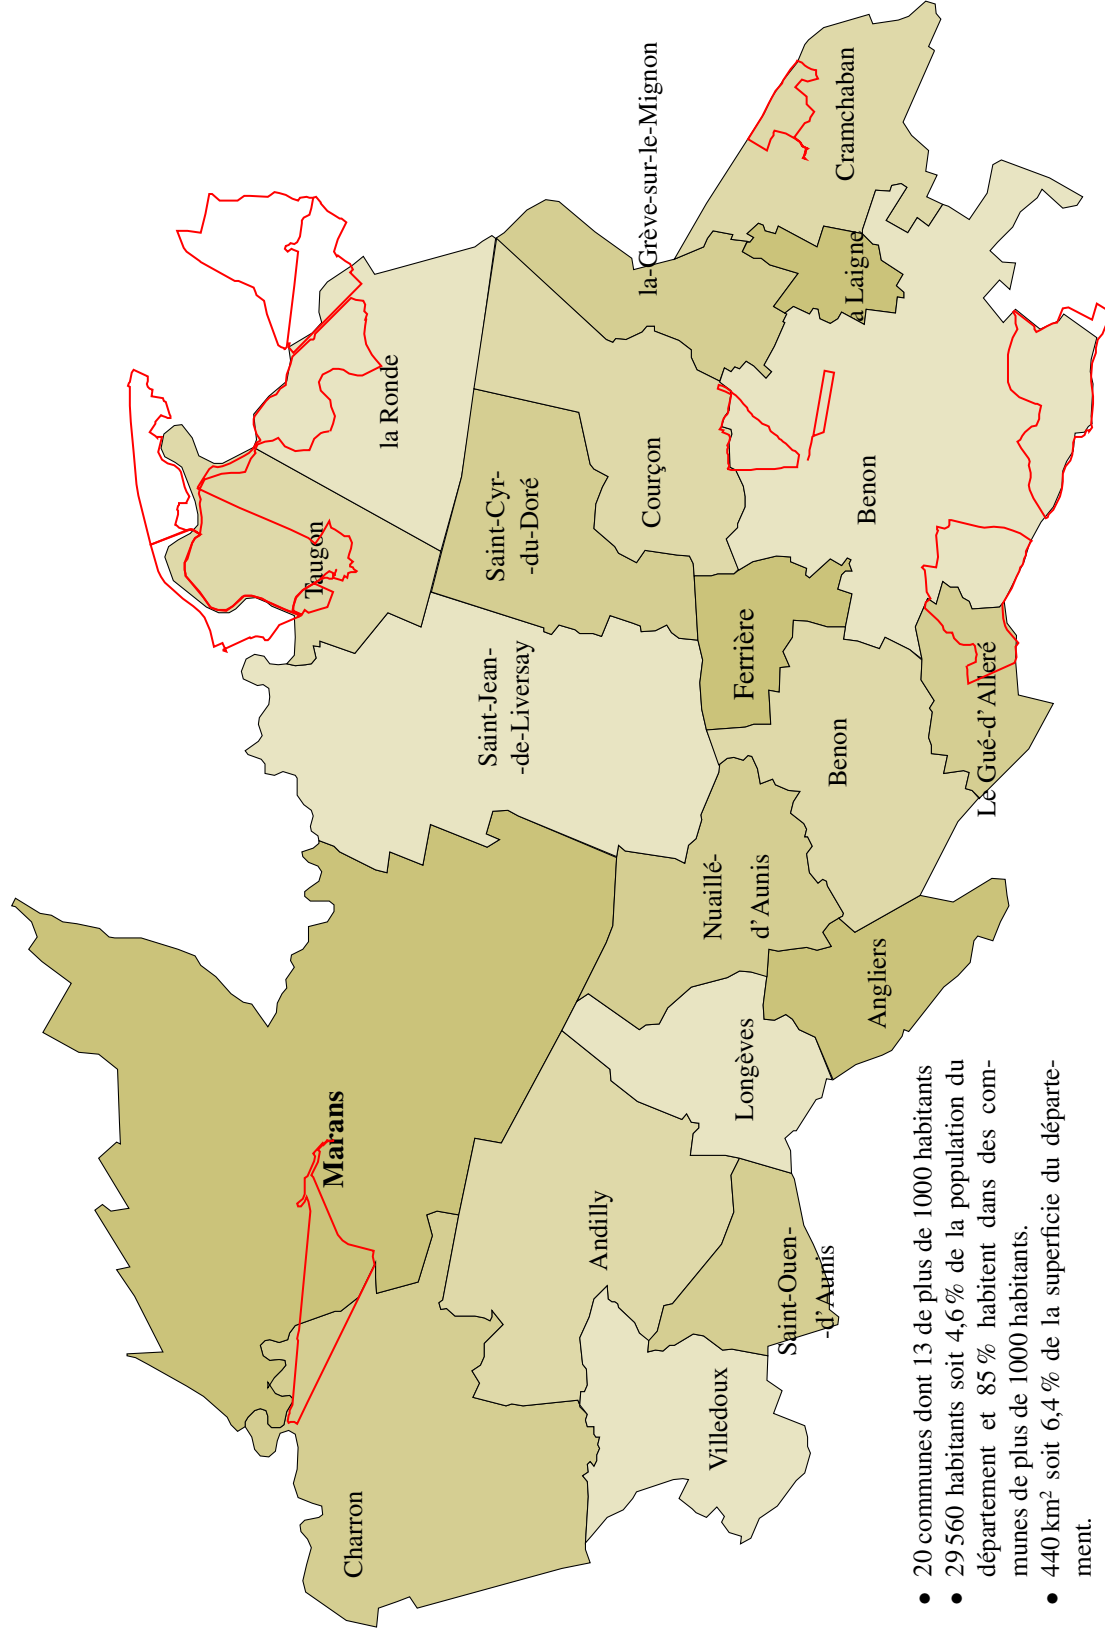 la-Grève-sur-le-Mignon
Cramchaban
a Laigne
la Ronde
Courçon
Benon
Saint-Cyr-
-du-Doré
Taugon
Ferrière
Le Gué-d'Alleré
Saint-Jean-
-de-Liversay
Benon
Nuaillé-
d'Aunis
Angliers
Longèves
Marans
Andilly
Saint-Ouen-
-d'Aunis
Villedoux
Charron
• 20 communes dont 13 de plus de 1000 habitants
• 29 560 habitants soit 4,6 % de la population du
département et 85 % habitent dans des com-
munes de plus de 1000 habitants.
• 440 km² soit 6,4 % de la superficie du départe-
ment.